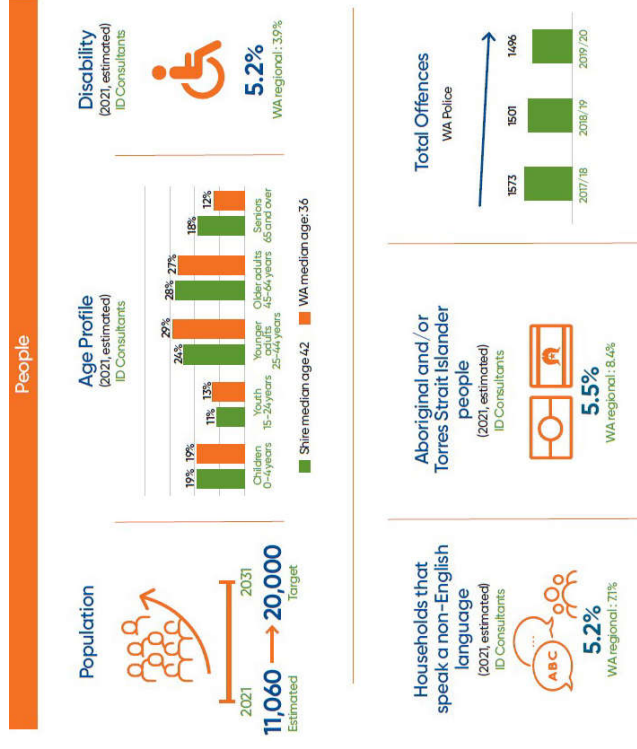 People
Population
2021
2031
11,060
20,000
Estimated
Target
Age Profile
(2021, estimated)
ID Consultants
19%
19%
11%
13%
24%
29%
28%
27%
18%
12%
Children
0-4years
Youth
15-24years
Younger
adults
25-44 years
Older adults
45-64 years
Seniors
65 and over
Shire median age 42
WA median age: 36
Disability
(2021, estimated)
ID Consultants
5.2%
WA regional : 3.9%
Households that
speak a non-English
language
(2021, estimated)
ID Consultants
ABC
...
5.2%
WA regional : 7.1%
Aboriginal and/or
Torres Strait Islander
people
(2021, estimated)
ID Consultants
5.5%
WA regional : 8.4%
Total Offences
WA Police
1573
1501
1496
2017/18
2018/19
2019/20